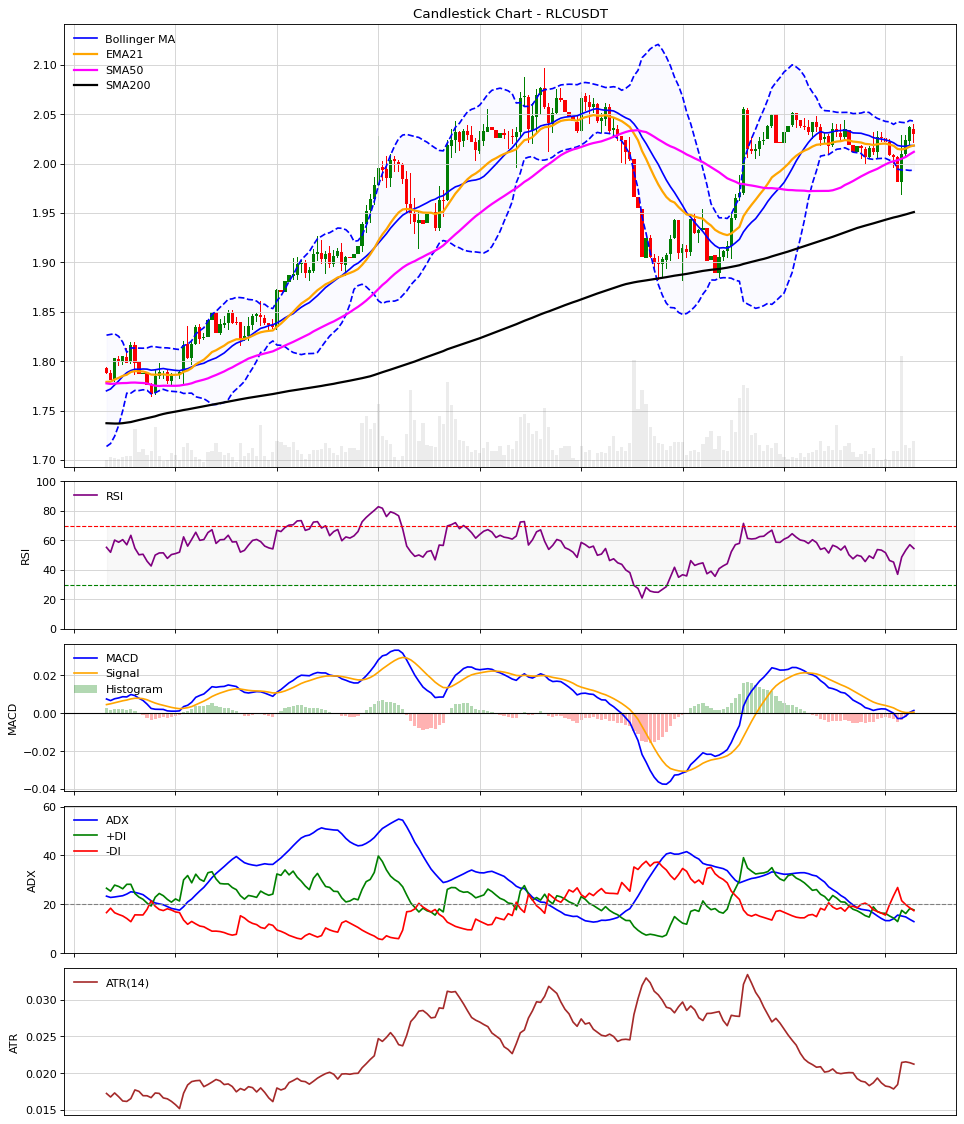 Candlestick Chart - RLCUSDT
Bollinger MA
EMA21
SMA50
SMA200
2.10
2.05
2.00
1.95
1.90
1.85
1.80
1.75
1.70
RSI
100
80
60
40
20
0
RSI
MACD
Signal
Histogram
0.02
0.00
−0.02
−0.04
MACD
ADX
+DI
-DI
60
40
20
0
ADX
ATR(14)
0.030
0.025
0.020
0.015
ATR